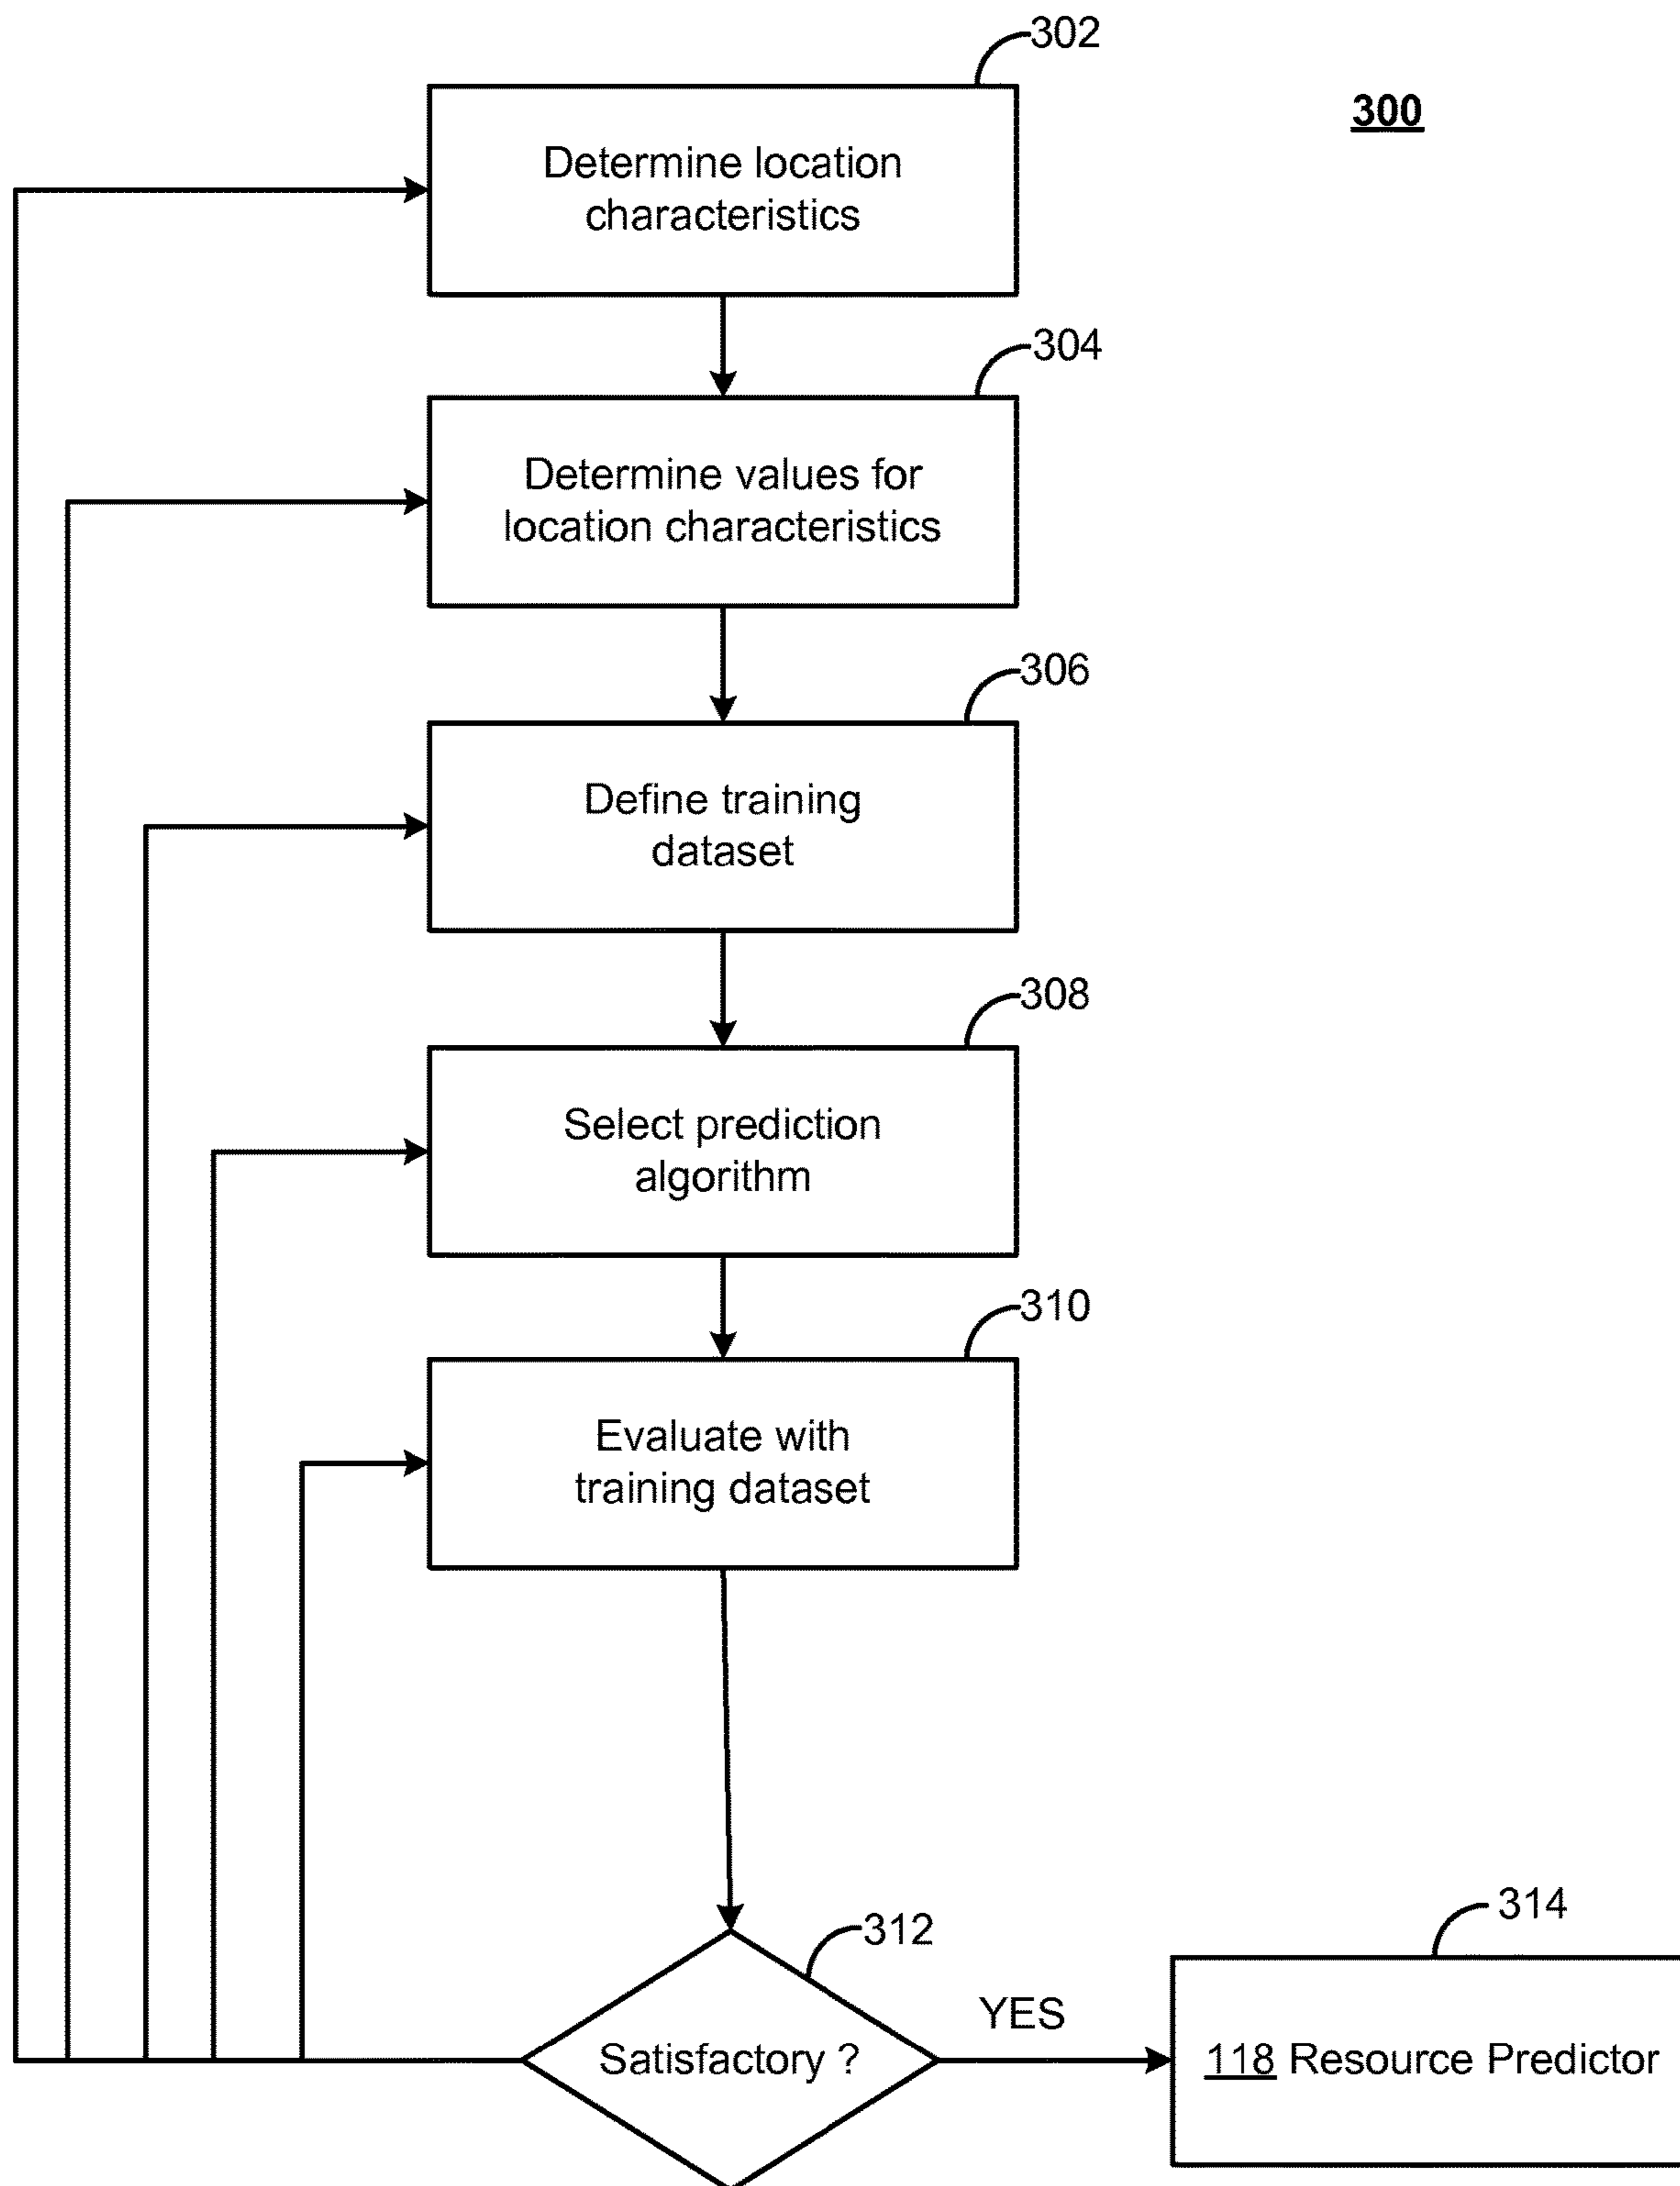 302
300
Determine location
characteristics
304
Determine values for
location characteristics
306
Define training
dataset
308
Select prediction
algorithm
310
Evaluate with
training dataset
312
314
YES
Satisfactory ?
118 Resource Predictor